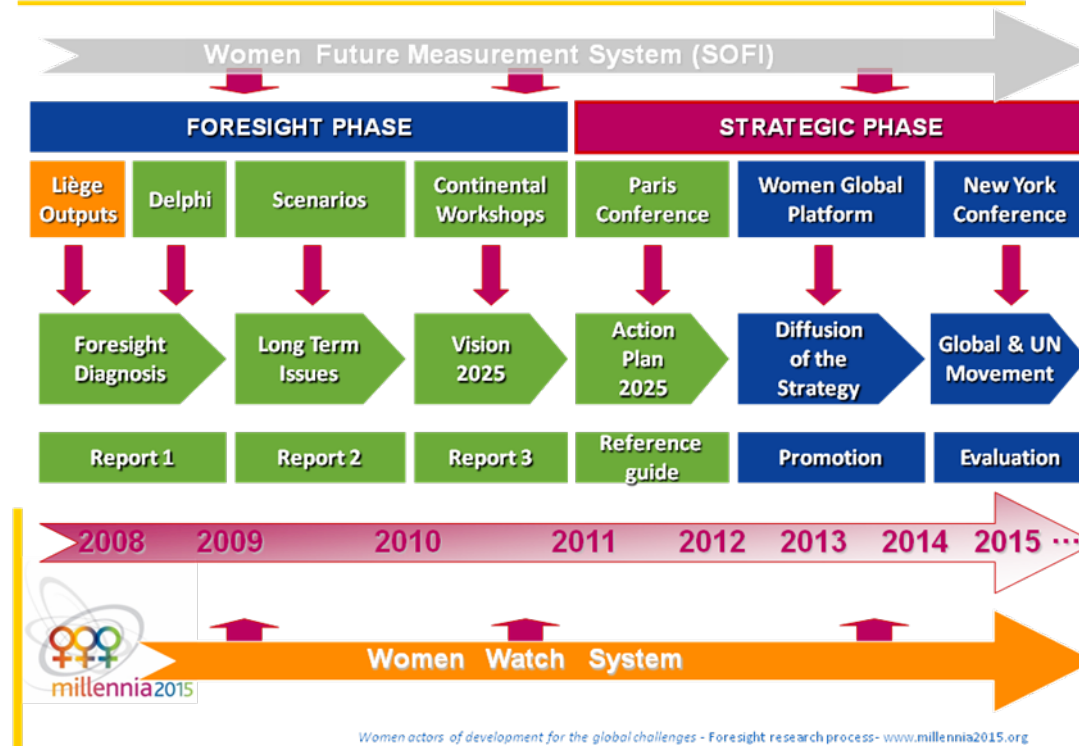 Women Future Measurement System (SOFI)
FORESIGHT PHASE
STRATEGIC PHASE
Liège
Outputs
Delphi
Scenarios
Continental
Workshops
Paris
Conference
Women Global
Platform
New York
Conference
Foresight
Diagnosis
Long Term
Issues
Vision
2025
Action
Plan
2025
Diffusion
of the
Strategy
Global & UN
Movement
Report 1
Report 2
Report 3
Reference
guide
Promotion
Evaluation
2008 2009 2010 2011 2012 2013 2014 2015 ...
millennia2015
Women Watch System
Women actors of development for the global challenges - Foresight research process- www.millennia2015.org